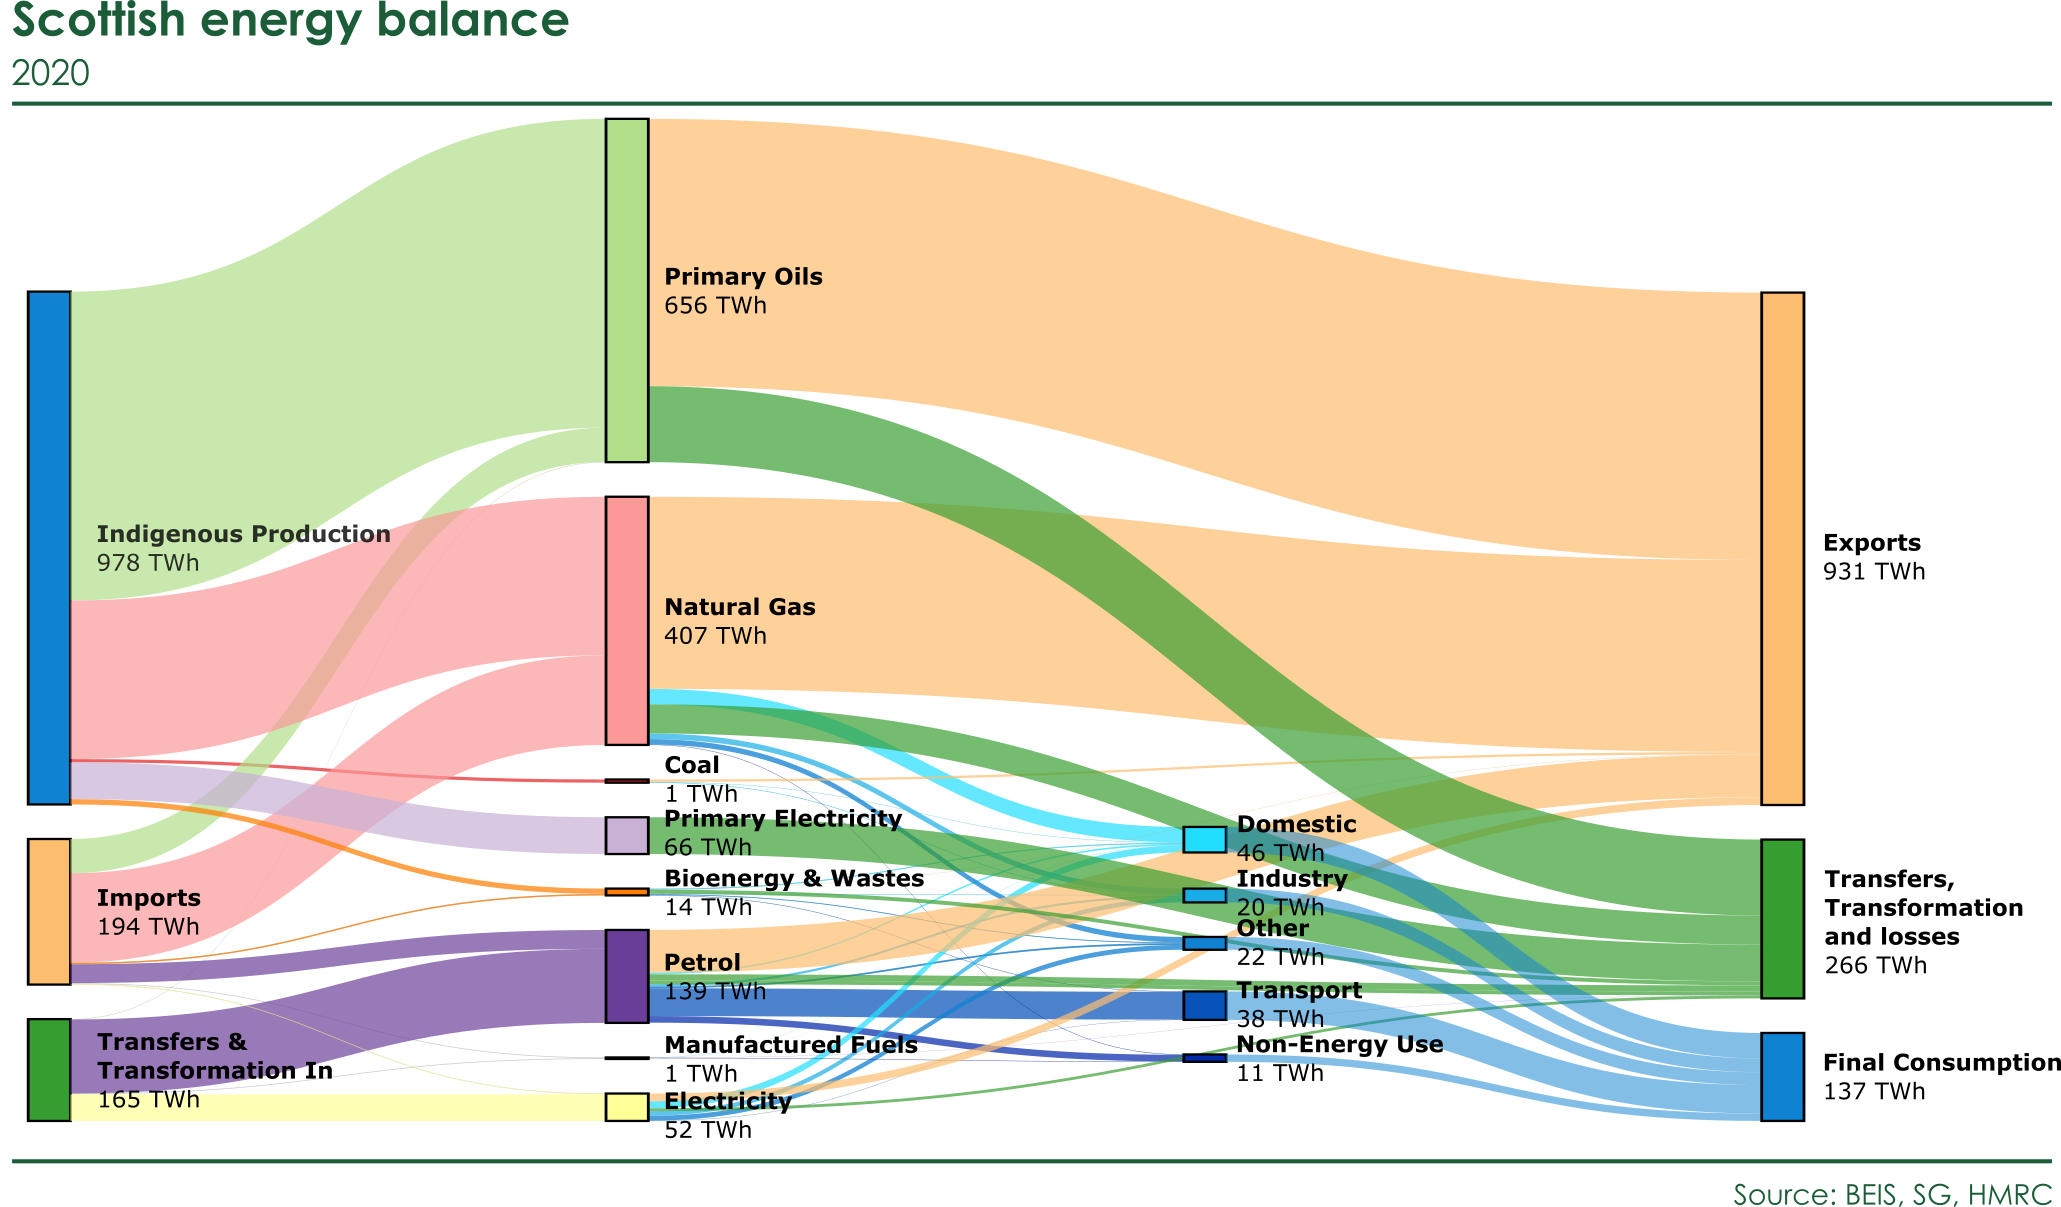 Scottish energy balance
2020
Primary Oils
656 TWh
Indigenous Production
978 TWh
Exports
931 TWh
Natural Gas
407 TWh
Coal
1 TWh
Primary Electricity
66 TWh
Domestic
46 TWh
Bioenergy & Wastes
14 TWh
Industry
20 TWh
Transfers,
Transformation
and losses
266 TWh
Imports
194 TWh
Other
22 TWh
Petrol
139 TWh
Transport
38 TWh
Transfers &
Transformation In
165 TWh
Manufactured Fuels
1 TWh
Non-Energy Use
11 TWh
Final Consumption
137 TWh
Electricity
52 TWh
Source: BEIS, SG, HMRC